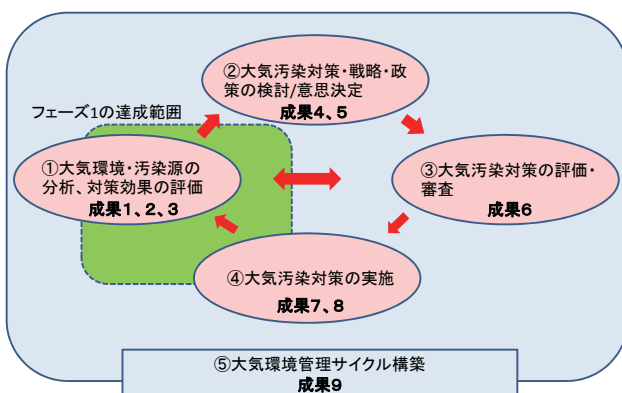 ②大気汚染対策・戦略・政
策の検討/意思決定
成果4、5
フェーズ1の達成範囲
①大気環境・汚染源の
分析、対策効果の評価
成果1、2、3
③大気汚染対策の評価・
審査
成果6
④大気汚染対策の実施
成果7、8
⑤大気環境管理サイクル構築
成果9